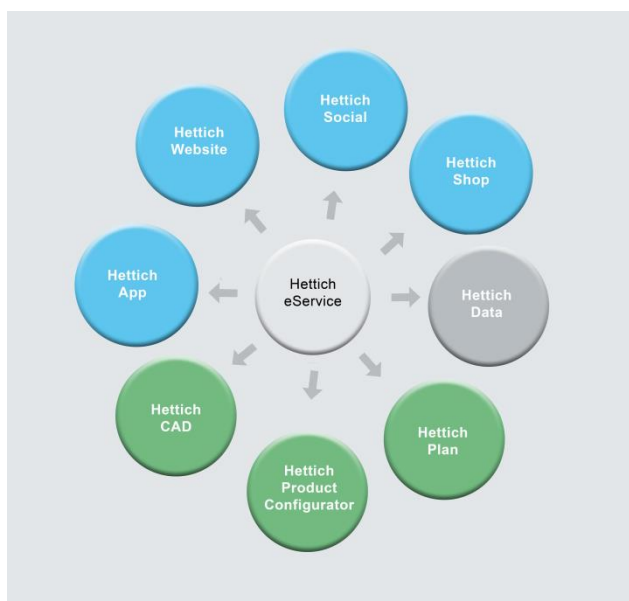 Hettich
Social
Hettich
Website
Hettich
Shop
Hettich
App
Hettich
eService
Hettich
Data
Hettich
CAD
Hettich
Plan
Hettich
Product
Configurator